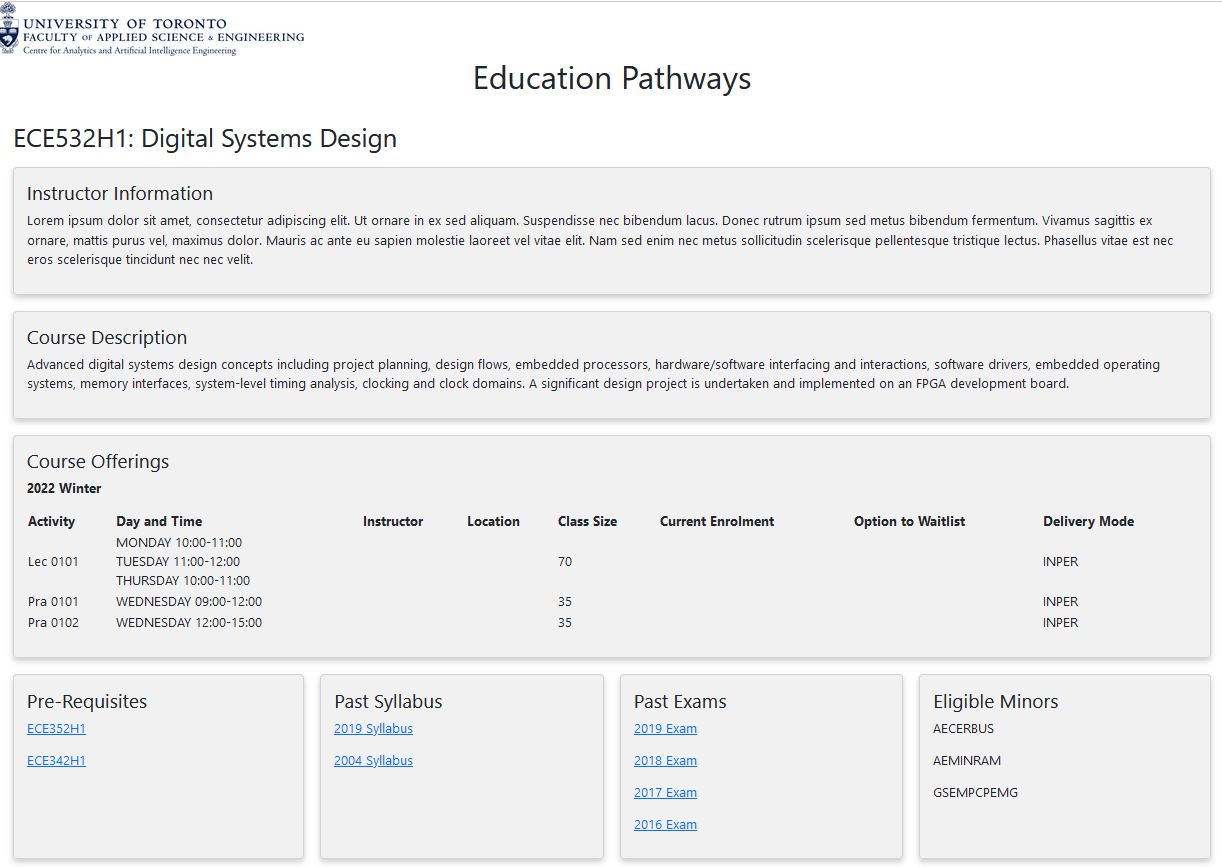 UNIVERSITY OF TORONTO
FACULTY OF APPLIED SCIENCE & ENGINEERING
Centre for Analytics and Artificial Intelligence Engineering
Education Pathways
ECE532H1: Digital Systems Design
Instructor Information
Lorem ipsum dolor sit amet, consectetur adipiscing elit. Ut ornare in ex sed aliquam. Suspendisse nec bibendum lacus. Donec rutrum ipsum sed metus bibendum fermentum. Vivamus sagittis ex
ornare, mattis purus vel, maximus dolor. Mauris ac ante eu sapien molestie laoreet vel vitae elit. Nam sed enim nec metus sollicitudin scelerisque pellentesque tristique lectus. Phasellus vitae est nec
eros scelerisque tincidunt nec nec velit.
Course Description
Advanced digital systems design concepts including project planning, design flows, embedded processors, hardware/software interfacing and interactions, software drivers, embedded operating
systems, memory interfaces, system-level timing analysis, clocking and clock domains. A significant design project is undertaken and implemented on an FPGA development board.
Course Offerings
2022 Winter
Activity Day and Time Instructor Location Class Size Current Enrolment Option to Waitlist Delivery Mode
MONDAY 10:00-11:00
Lec 0101 TUESDAY 11:00-12:00 70 INPER
THURSDAY 10:00-11:00
Pra 0101 WEDNESDAY 09:00-12:00 35 INPER
Pra 0102 WEDNESDAY 12:00-15:00 35 INPER
Pre-Requisites
ECE352H1
ECE342H1
Past Syllabus
2019 Syllabus
2004 Syllabus
Past Exams
2019 Exam
2018 Exam
2017 Exam
2016 Exam
Eligible Minors
AECERBUS
AEMINRAM
GSEMPCPEMG